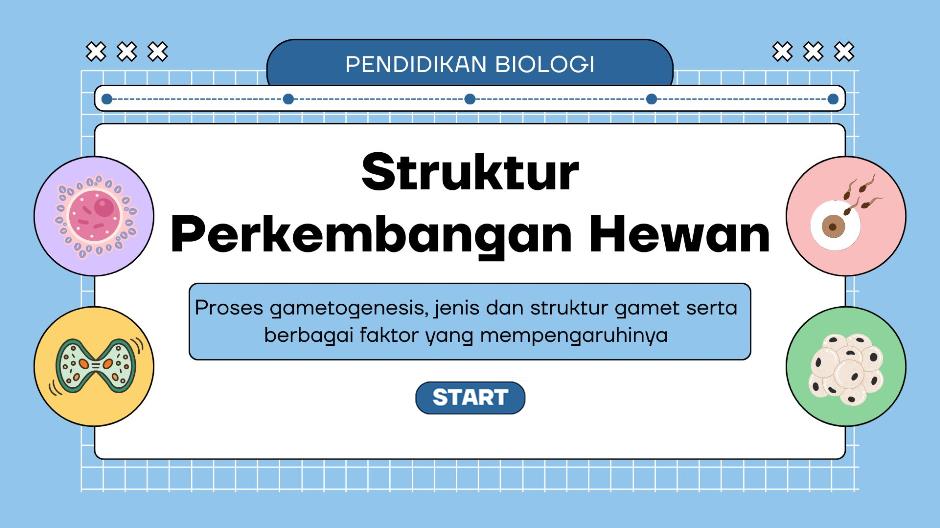 PENDIDIKAN BIOLOGI
Struktur
Perkembangan Hewan
Proses gametogenesis, jenis dan struktur gamet serta
berbagai faktor yang mempengaruhinya
START